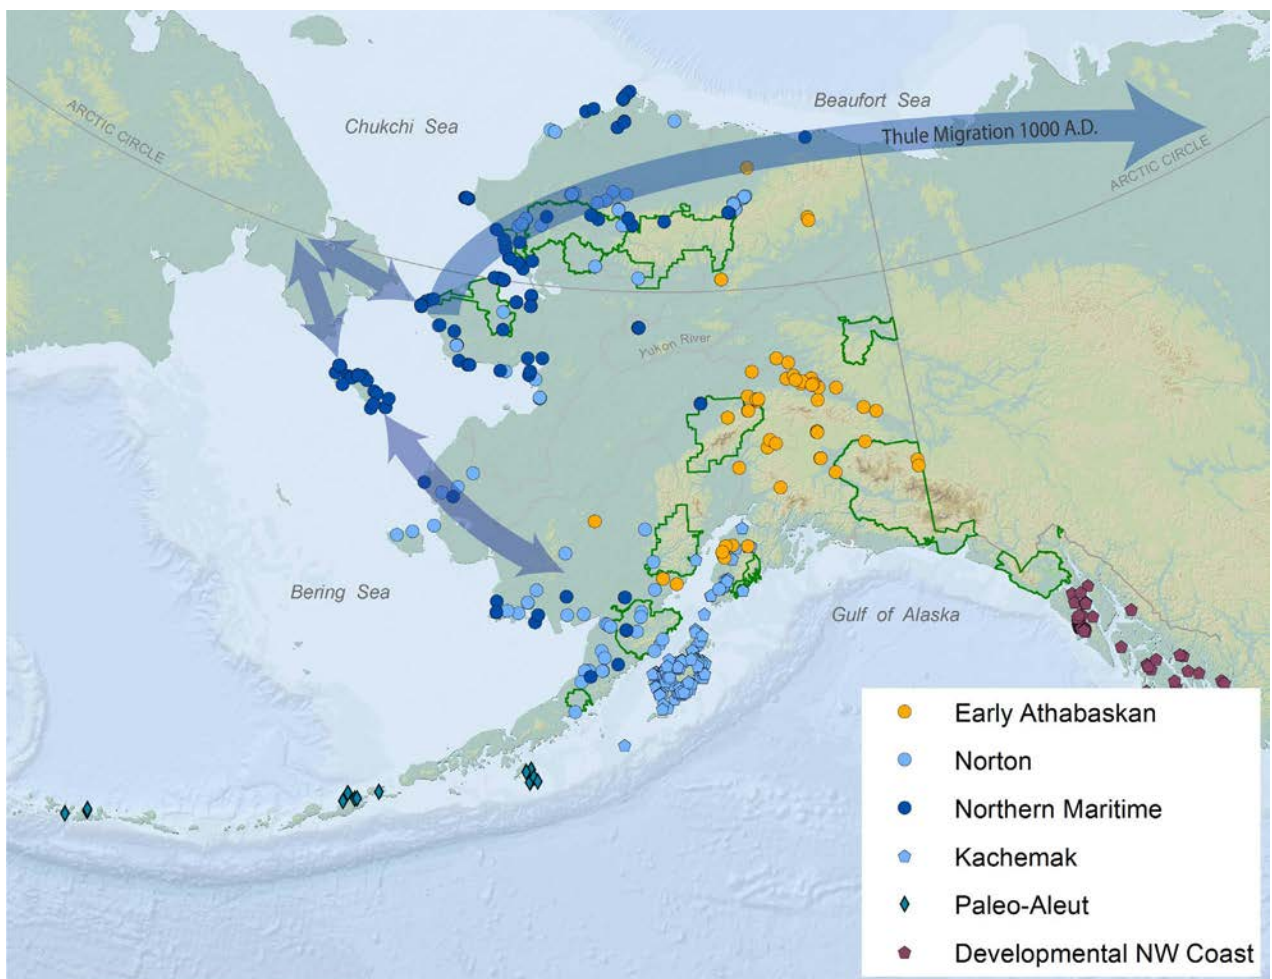 Beaufort Sea
Chukchi Sea
Thule Migration 1000 A.D.
ARCTIC CIRCLE
ARCTIC CIRCLE
Yukon River
Bering Sea
Gulf of Alaska
Early Athabaskan
Norton
Northern Maritime
Kachemak
Paleo-Aleut
Developmental NW Coast